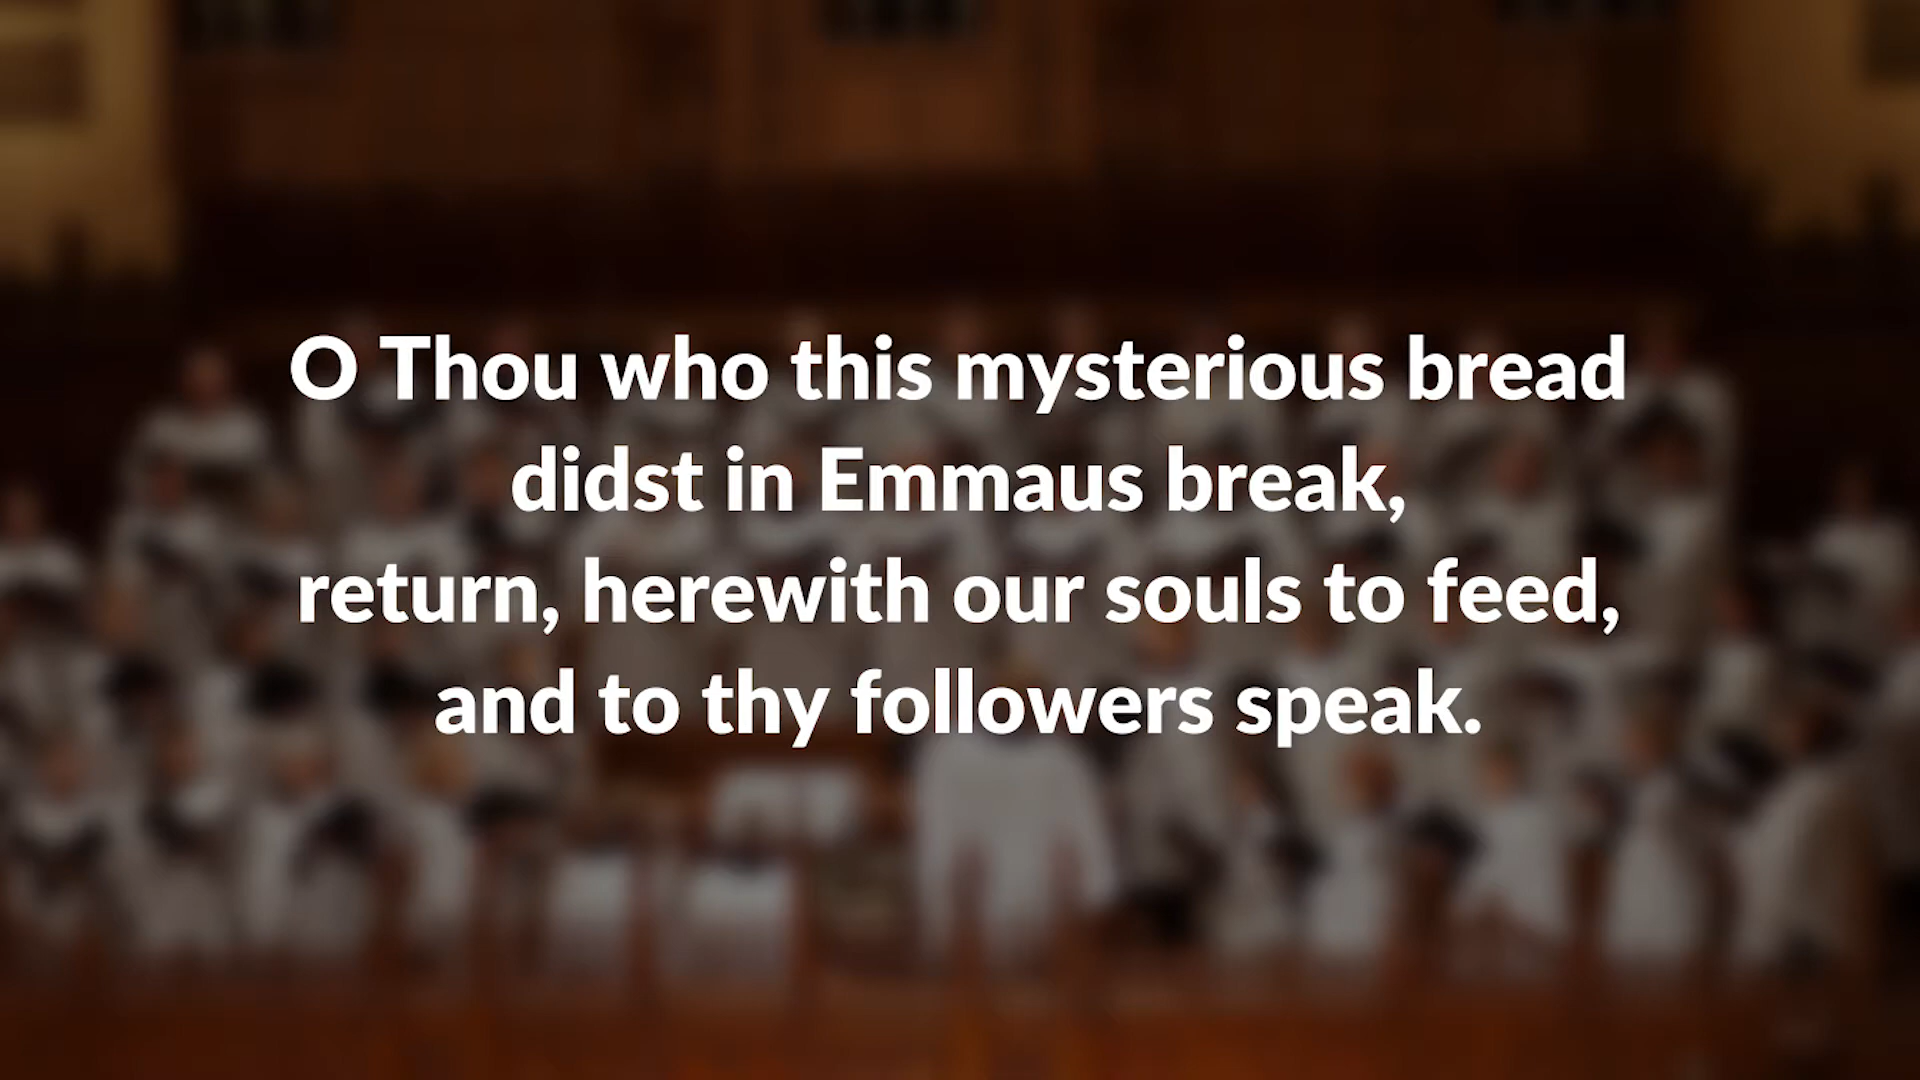 O Thou who this mysterious bread
didst in Emmaus break,
return, herewith our souls to feed,
and to thy followers speak.